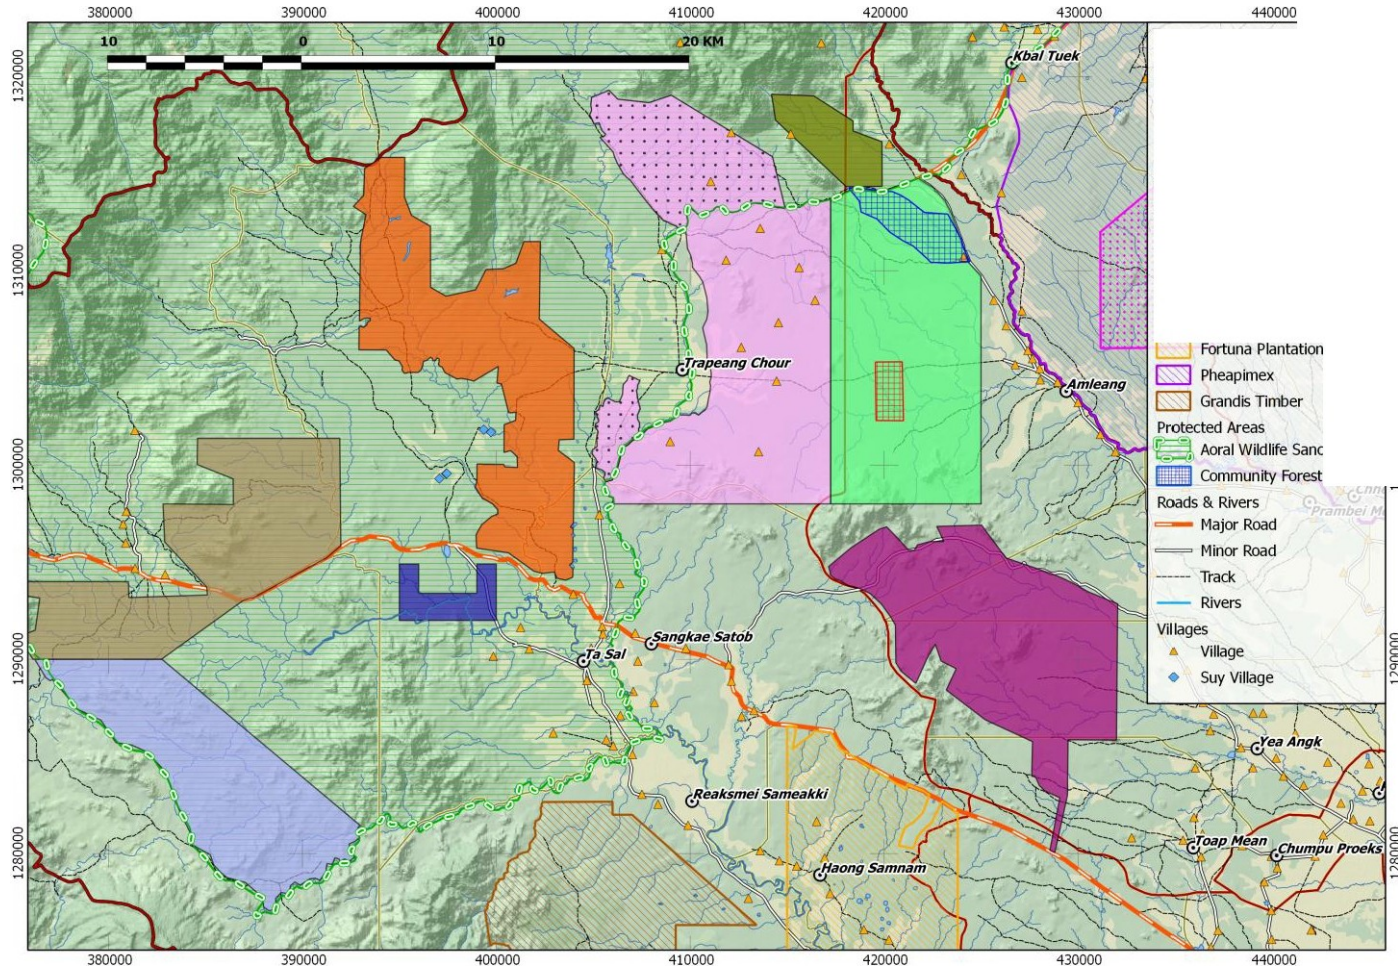 380000 390000 400000 410000 420000 430000 440000
10 0 10 20 KM
1320000
Kbal Tuek
1310000
Trapeang Chour
Amleang
Fortuna Plantation
Pheapimex
Grandis Timber
Protected Areas
Aoral Wildlife Sanc
Community Forest
Roads & Rivers
Major Road
Minor Road
Track
Rivers
Villages
Village
Suy Village
1300000
Prambei M
1290000
1290000
Sangkae Satob
Ta Sal
Yea Angk
Reaksmei Sameakki
Toap Mean
Chumpu Proeks
Haong Samnam
1280000
1280000
380000 390000 400000 410000 420000 430000 440000